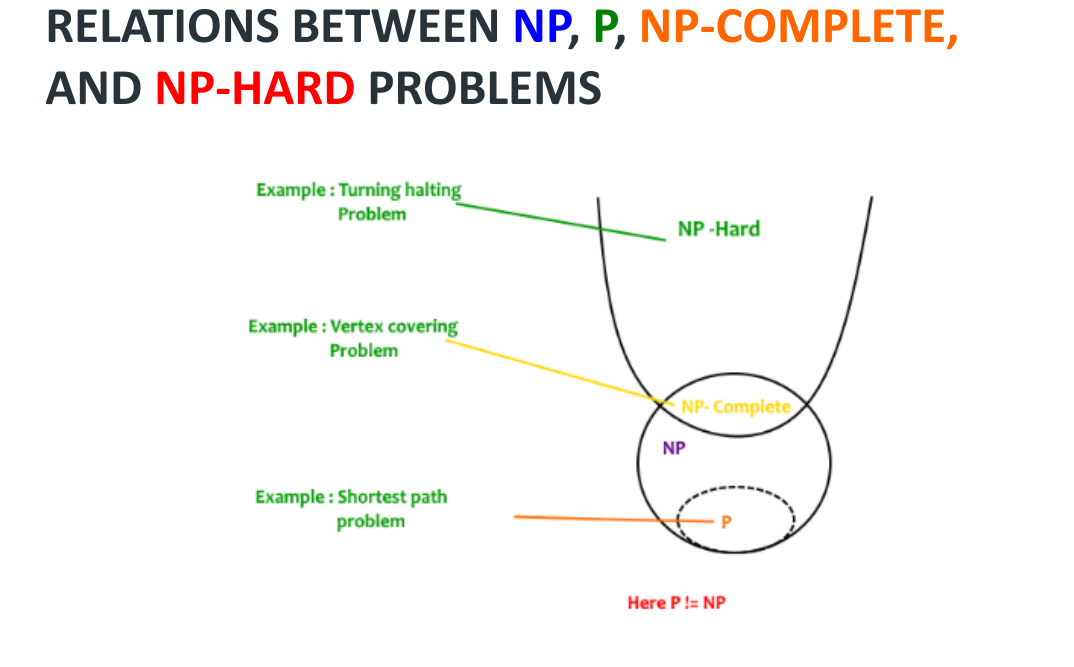 RELATIONS BETWEEN NP, P, NP-COMPLETE,
AND NP-HARD PROBLEMS
Example : Turning halting
Problem
NP -Hard
Example : Vertex covering
Problem
NP- Complete
NP
Example : Shortest path
problem
P
Here P != NP